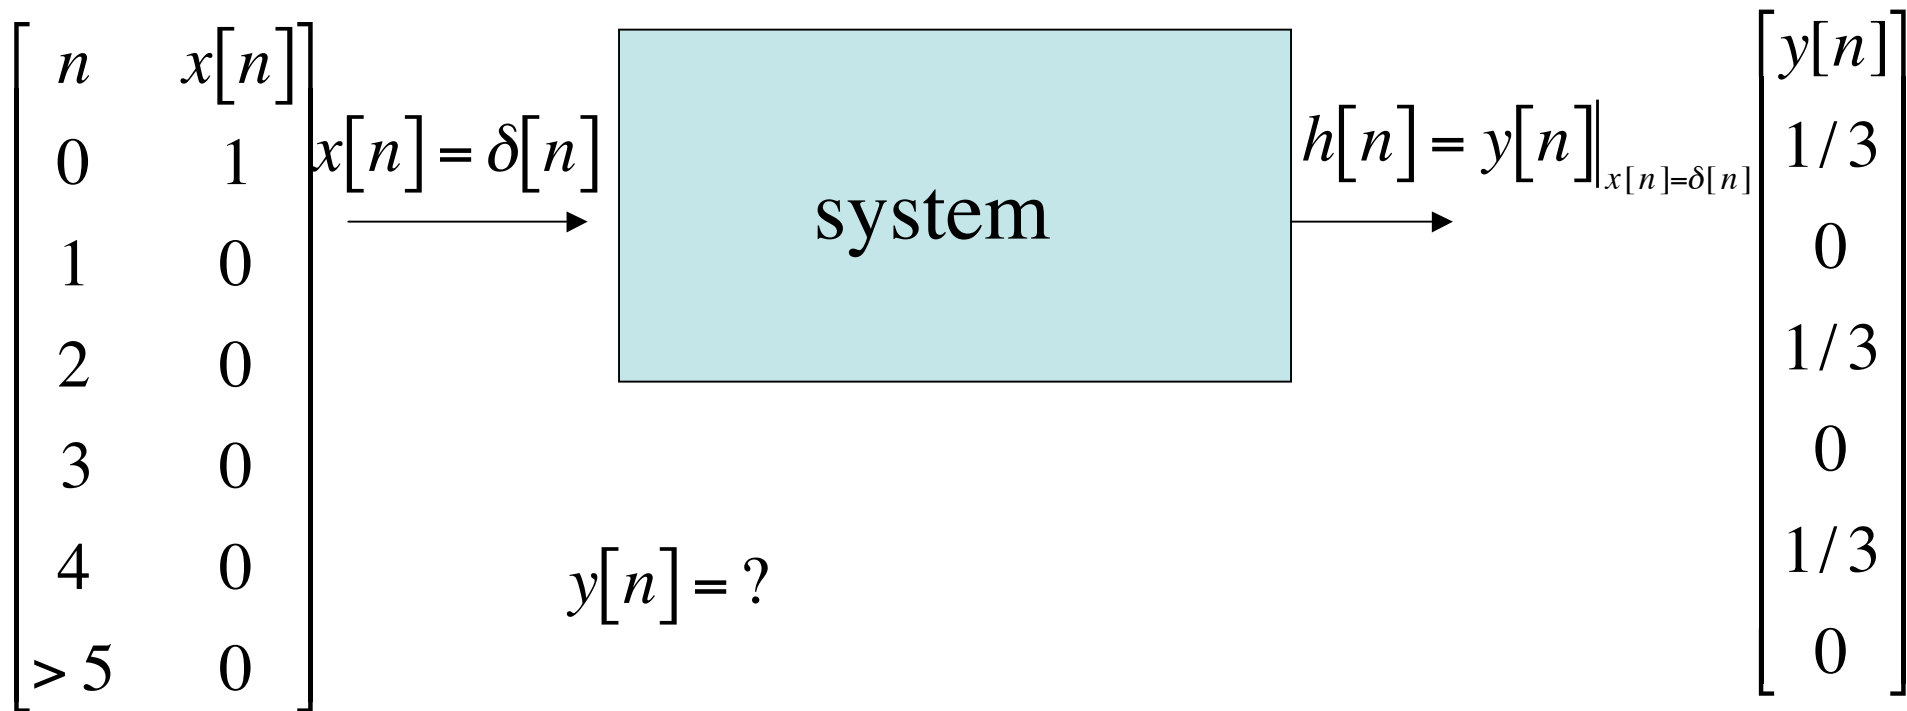 n x[n]
0 1
1 0
2 0
3 0
4 0
> 5 0
x[n] = δ[n]
system
h[n] = y[n]|x[n]=δ[n]
y[n]
1/3
0
1/3
0
1/3
0
y[n] = ?